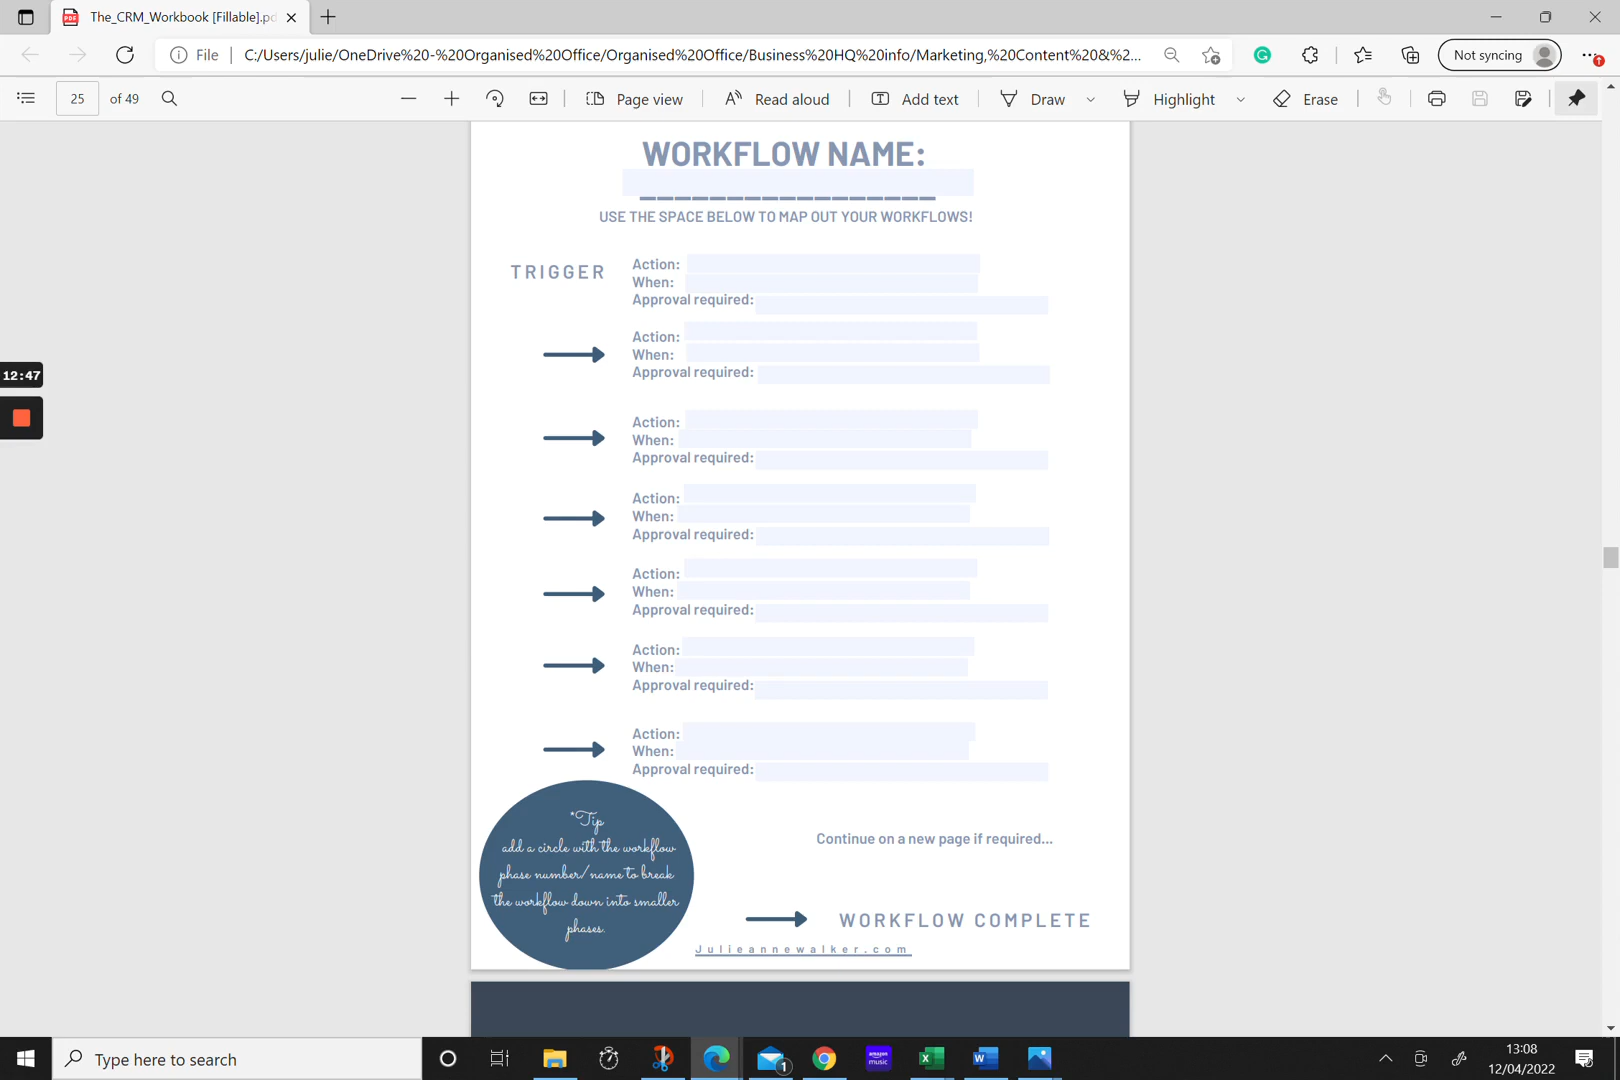 The_CRM_Workbook [Fillable].pd
File
C:/Users/julie/OneDrive%20-%20Organised%20Office/Organised%20Office/Business%20HQ%20info/Marketing,%20Content%20&%2...
Not syncing
25 of 49
Page view
Read aloud
Add text
Draw
Highlight
Erase
WORKFLOW NAME:
USE THE SPACE BELOW TO MAP OUT YOUR WORKFLOWS!
TRIGGER
Action:
When:
Approval required:
Action:
When:
Approval required:
Action:
When:
Approval required:
Action:
When:
Approval required:
Action:
When:
Approval required:
Action:
When:
Approval required:
Action:
When:
Approval required:
12:47
*Tip
add a circle with the workflow
phase number/name to break
the workflow down into smaller
phases.
Continue on a new page if required...
WORKFLOW COMPLETE
Julieannewalker.com
Type here to search
1
amazon
music
13:08
12/04/2022